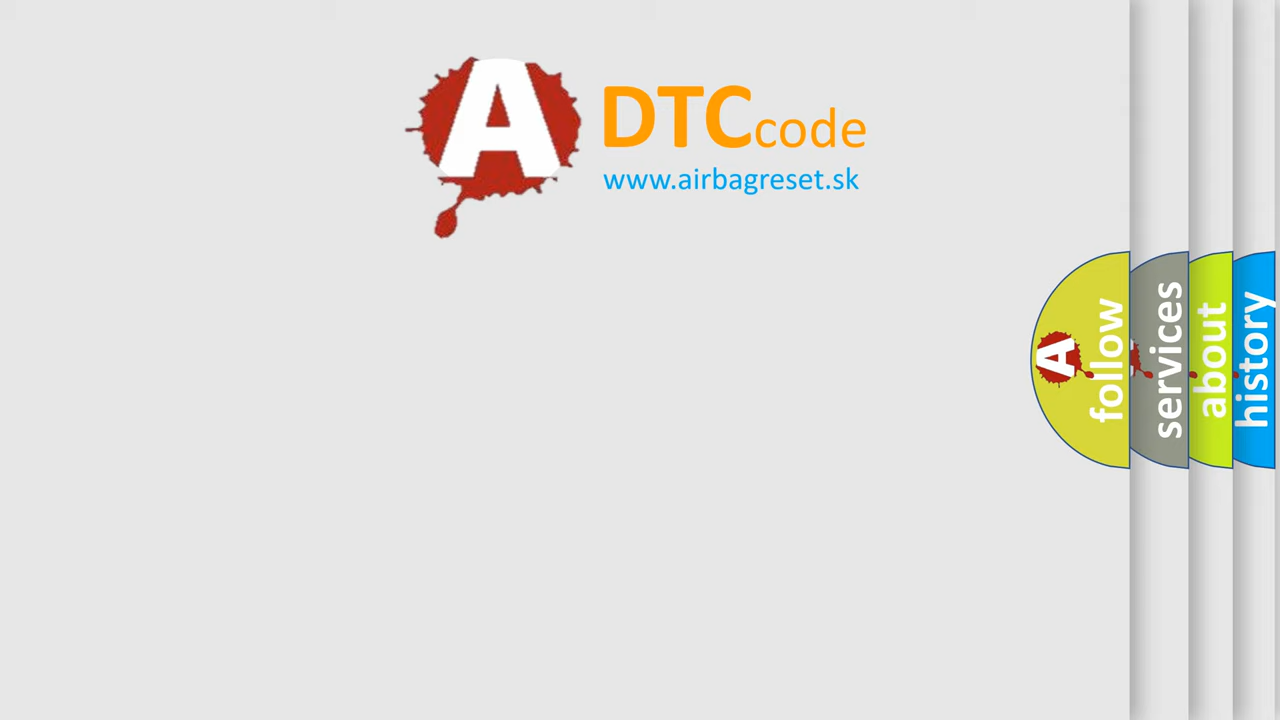 A DTCcode
www.airbagreset.sk
A follow
services
about
history